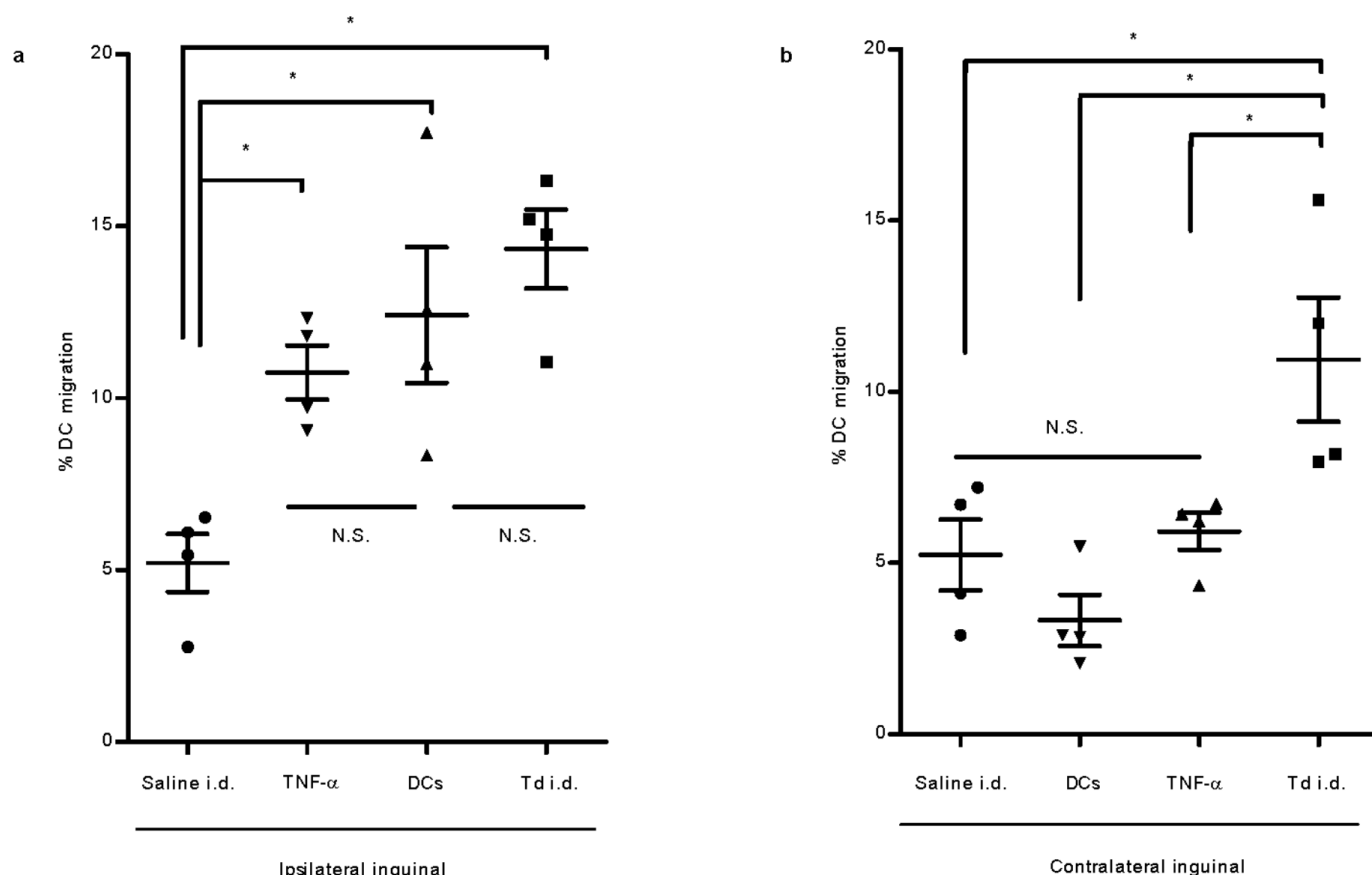 a
*
*
*
20
15
10
5
0
% DC migration
N.S.
N.S.
Saline i.d.
TNF-α
DCs
Td i.d.
Ipsilateral inguinal
b
*
*
*
20
15
10
5
0
% DC migration
N.S.
Saline i.d.
DCs
TNF-α
Td i.d.
Contralateral inguinal